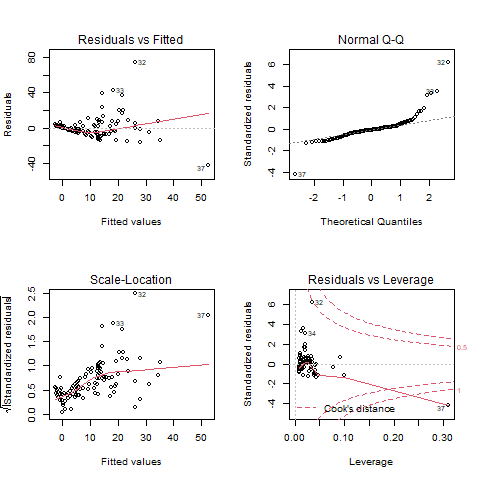 Residuals vs Fitted
Residuals
-40 0 40 80
32
33
37
0 10 20 30 40 50
Fitted values
Normal Q-Q
Standardized residuals
-4 -2 0 2 4 6
32
37
-2 -1 0 1 2
Theoretical Quantiles
Scale-Location
√|Standardized residuals|
0.0 0.5 1.0 1.5 2.0 2.5
32
33
37
0 10 20 30 40 50
Fitted values
Residuals vs Leverage
Standardized residuals
-4 -2 0 2 4 6
32
34
37
0.5
1
Cook's distance
0.00 0.10 0.20 0.30
Leverage